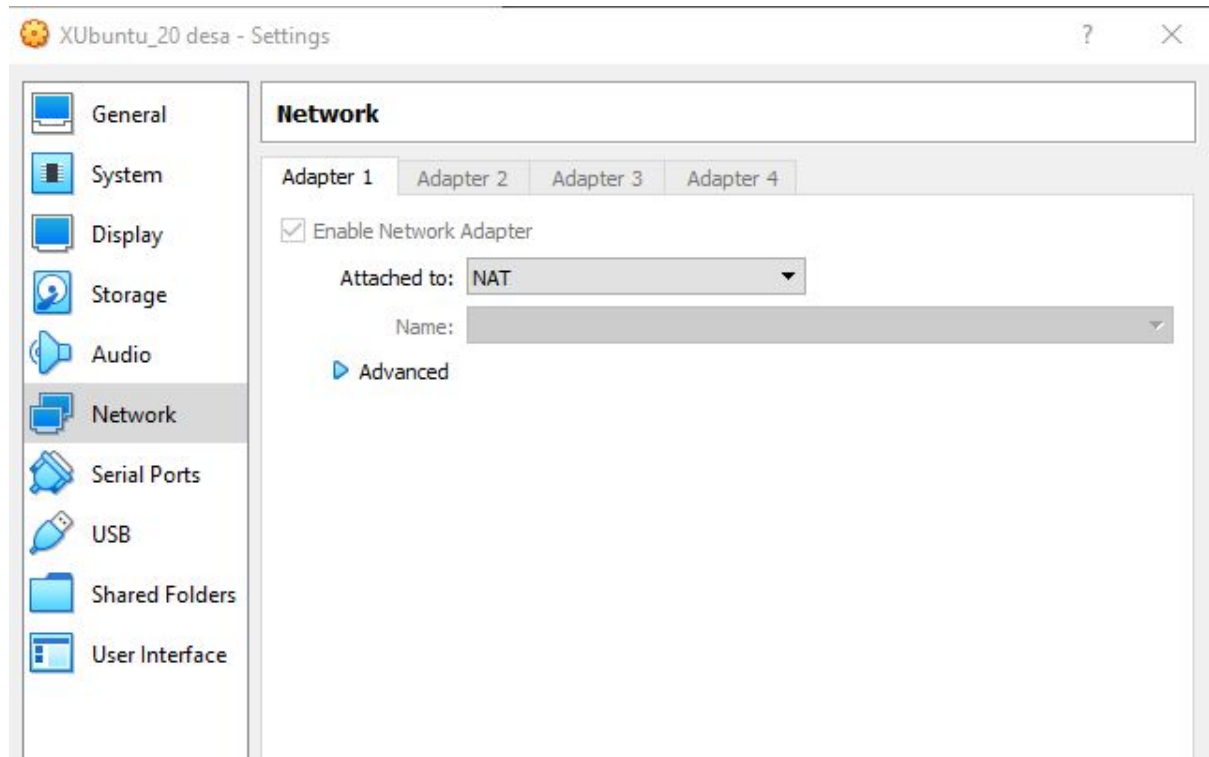 XUbuntu_20 desa - Settings
?
General
System
Display
Storage
Audio
Network
Serial Ports
USB
Shared Folders
User Interface
Network
Adapter 1 Adapter 2 Adapter 3 Adapter 4
Enable Network Adapter
Attached to: NAT
Name:
Advanced